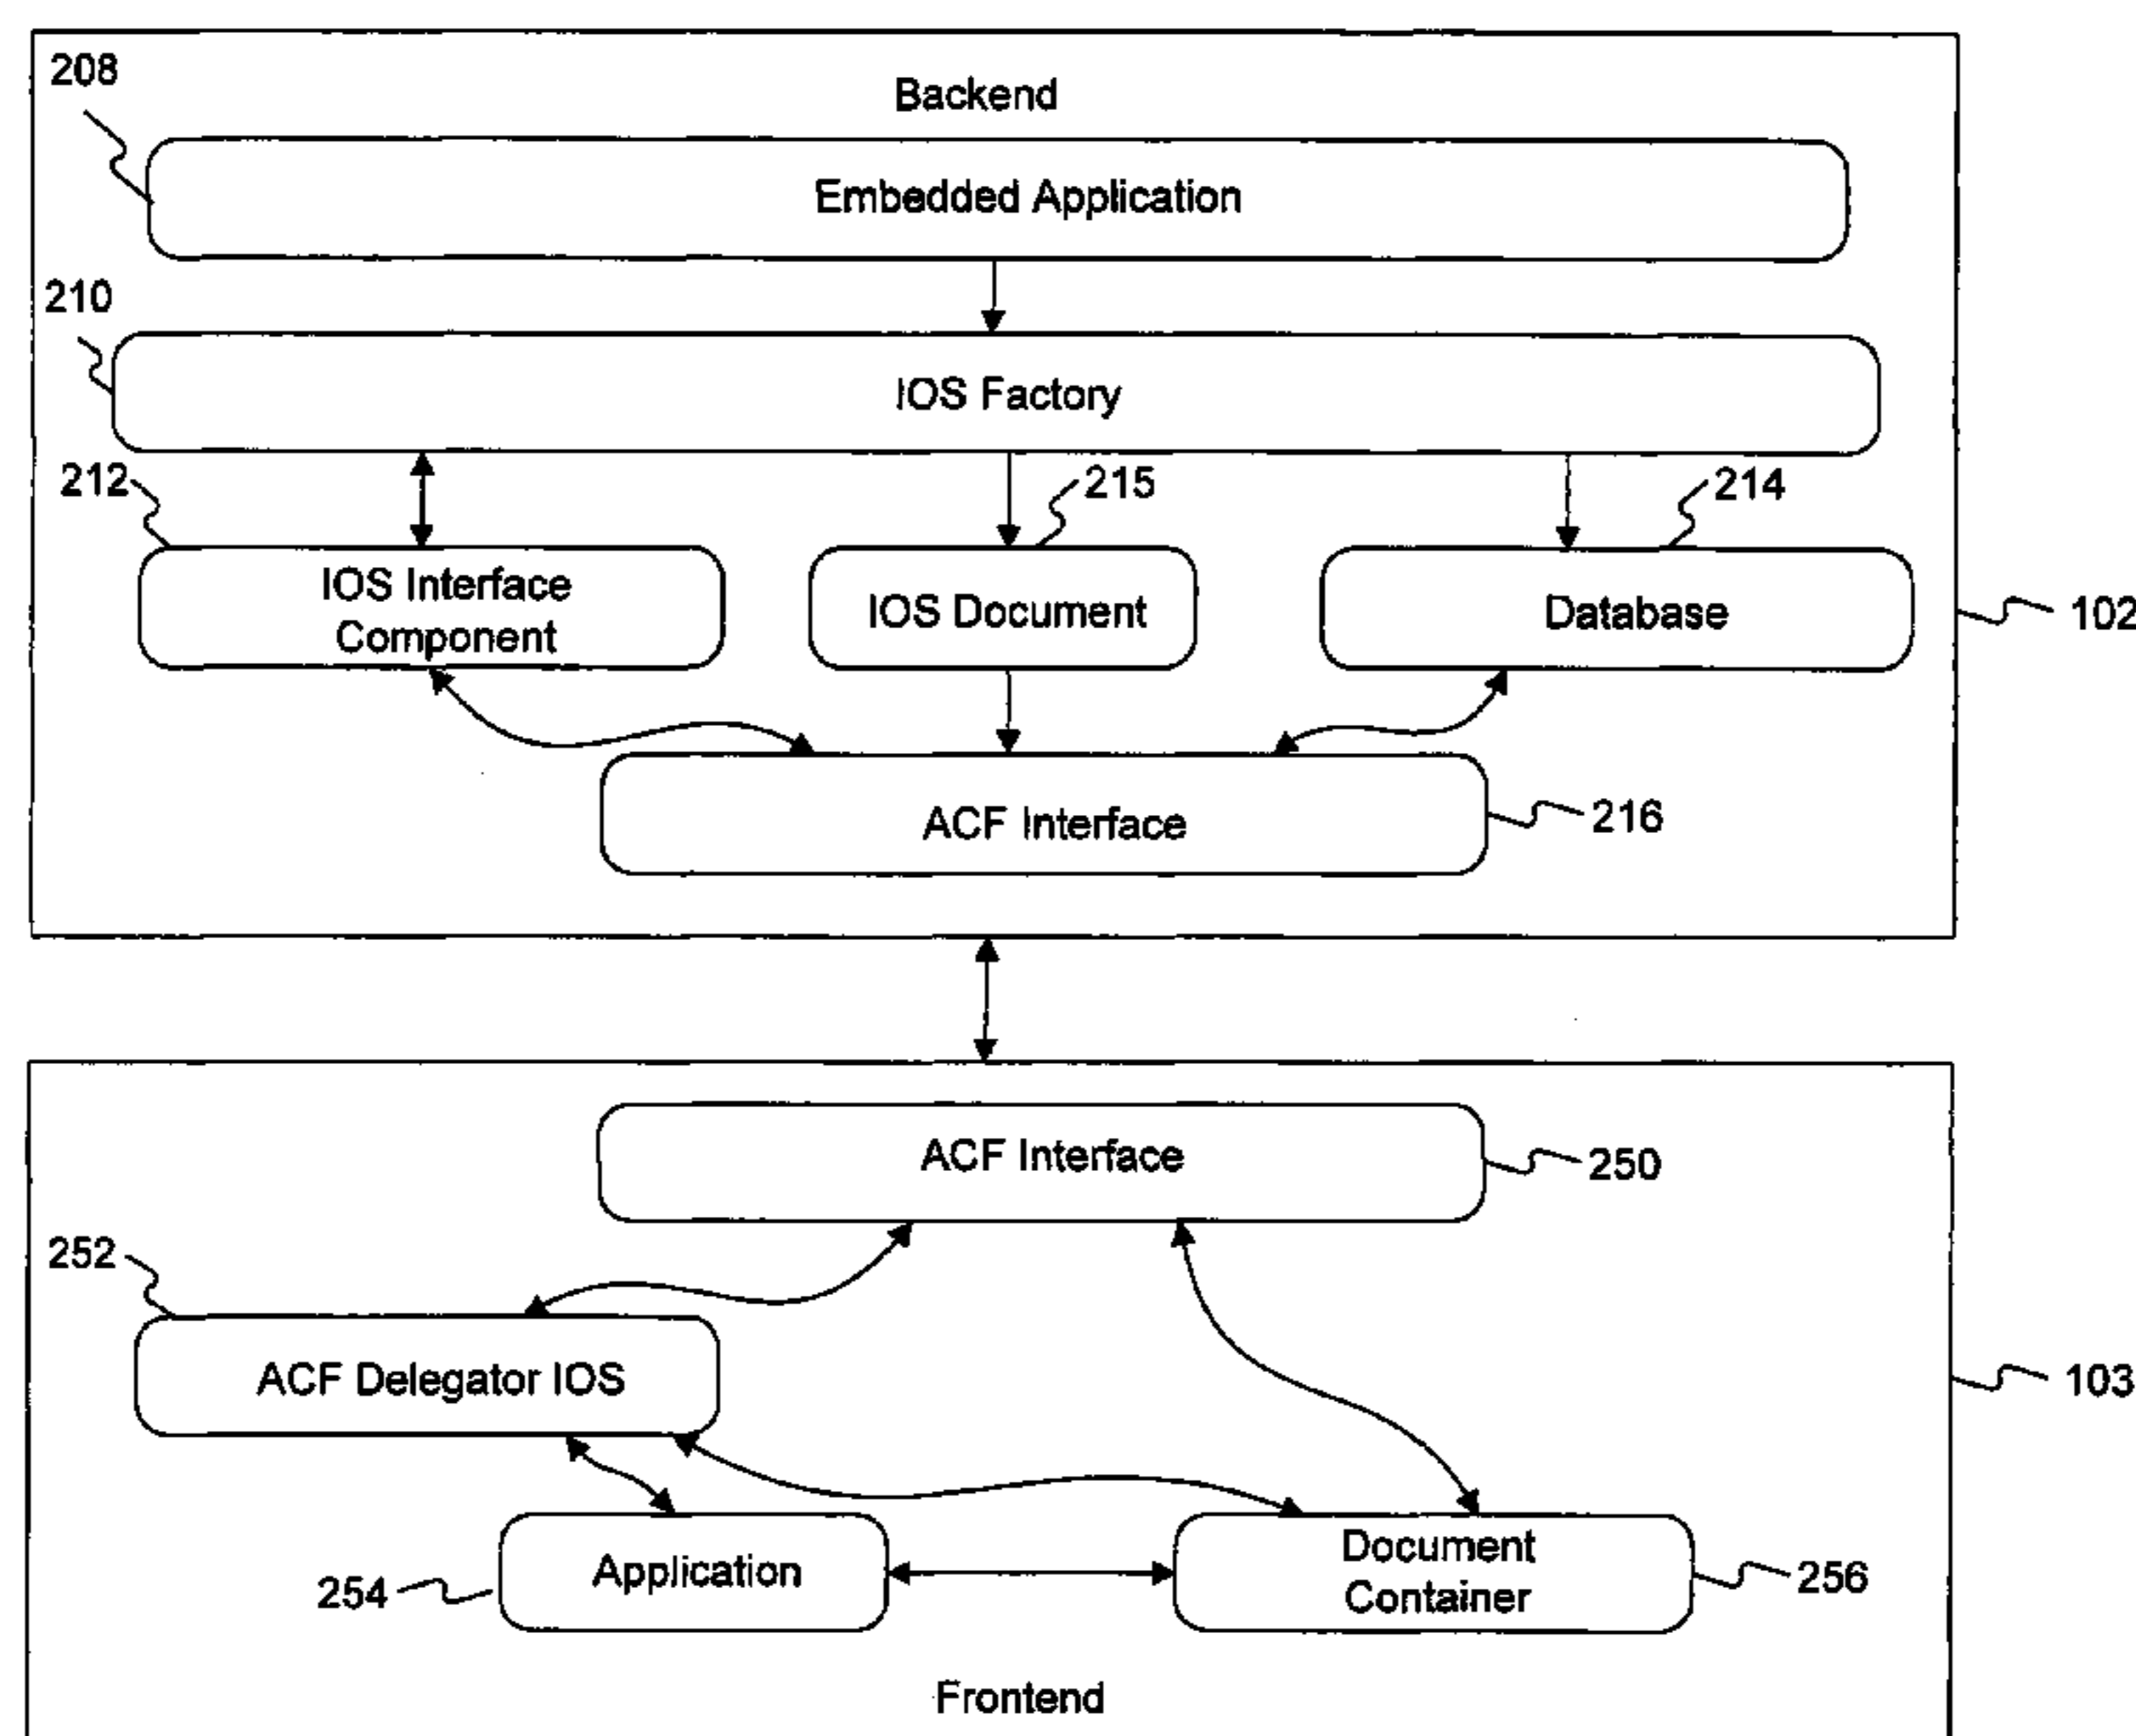 208
Backend
Embedded Application
210
IOS Factory
212
215
214
IOS Interface
Component
IOS Document
Database
102
ACF Interface
216
ACF Interface
250
252
ACF Delegator IOS
103
254
Application
Document
Container
256
Frontend